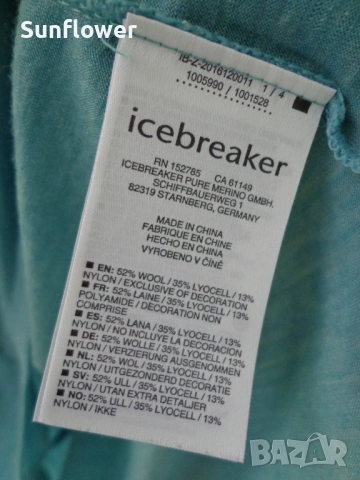 Sunflower
IB-Z-2016120011 1 / 4
1005990 / 1001528
icebreaker
RN 152785 CA 61149
ICEBREAKER PURE MERINO GMBH.
SCHIFFBAUERWEG 1
82319 STARNBERG, GERMANY
MADE IN CHINA
FABRIQUE EN CHINE
HECHO EN CHINA
VYROBENO V ČÍNĚ
EN: 52% WOOL / 35% LYOCELL / 13%
NYLON / EXCLUSIVE OF DECORATION
FR: 52% LAINE / 35% LYOCELL / 13%
POLYAMIDE / DÉCORATION NON
COMPRISE
ES: 52% LANA / 35% LYOCELL / 13%
NYLON / NO INCLUYE LA DECORACIÓN
DE: 52% WOLLE / 35% LYOCELL / 13%
NYLON / VERZIERUNG AUSGENOMMEN
NL: 52% WOL / 35% LYOCELL / 13%
NYLON / UITGEZONDERD DECORATIE
SV: 52% ULL / 35% LYOCELL / 13%
NYLON / UTAN EXTRA DETALJER
NO: 52% ULL / 35% LYOCELL / 13%
NYLON / IKKE
BAZAR